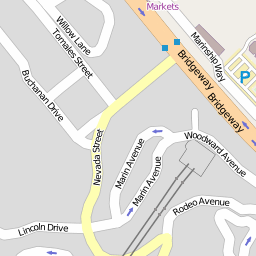 Markets
Willow Lane
Tomales Street
Marinship Way
Bridgeway
Bridgeway
Buchanan Drive
P
Nevada Street
Marin Avenue
Marin Avenue
Woodward Avenue
Rodeo Avenue
Lincoln Drive